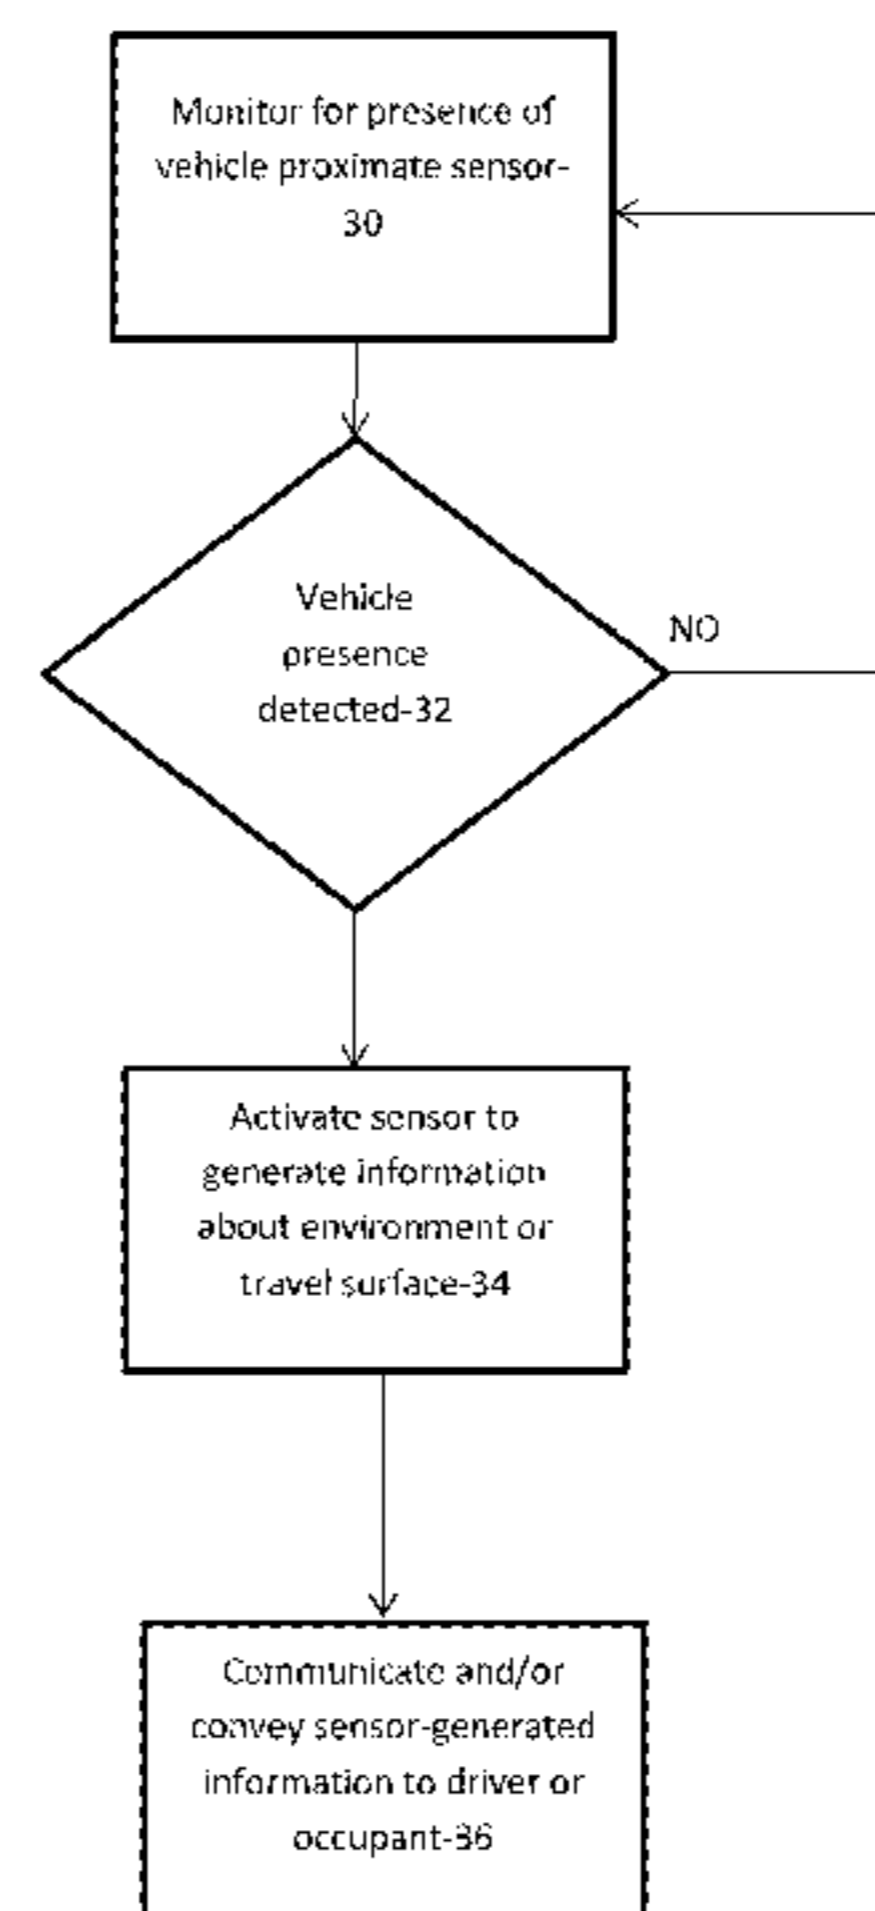 Monitor for presence of
vehicle proximate sensor-
30
Vehicle
presence
detected-32
NO
Activate sensor to
generate information
about environment or
travel surface-34
Communicate and/or
convey sensor-generated
information to driver or
occupant-36